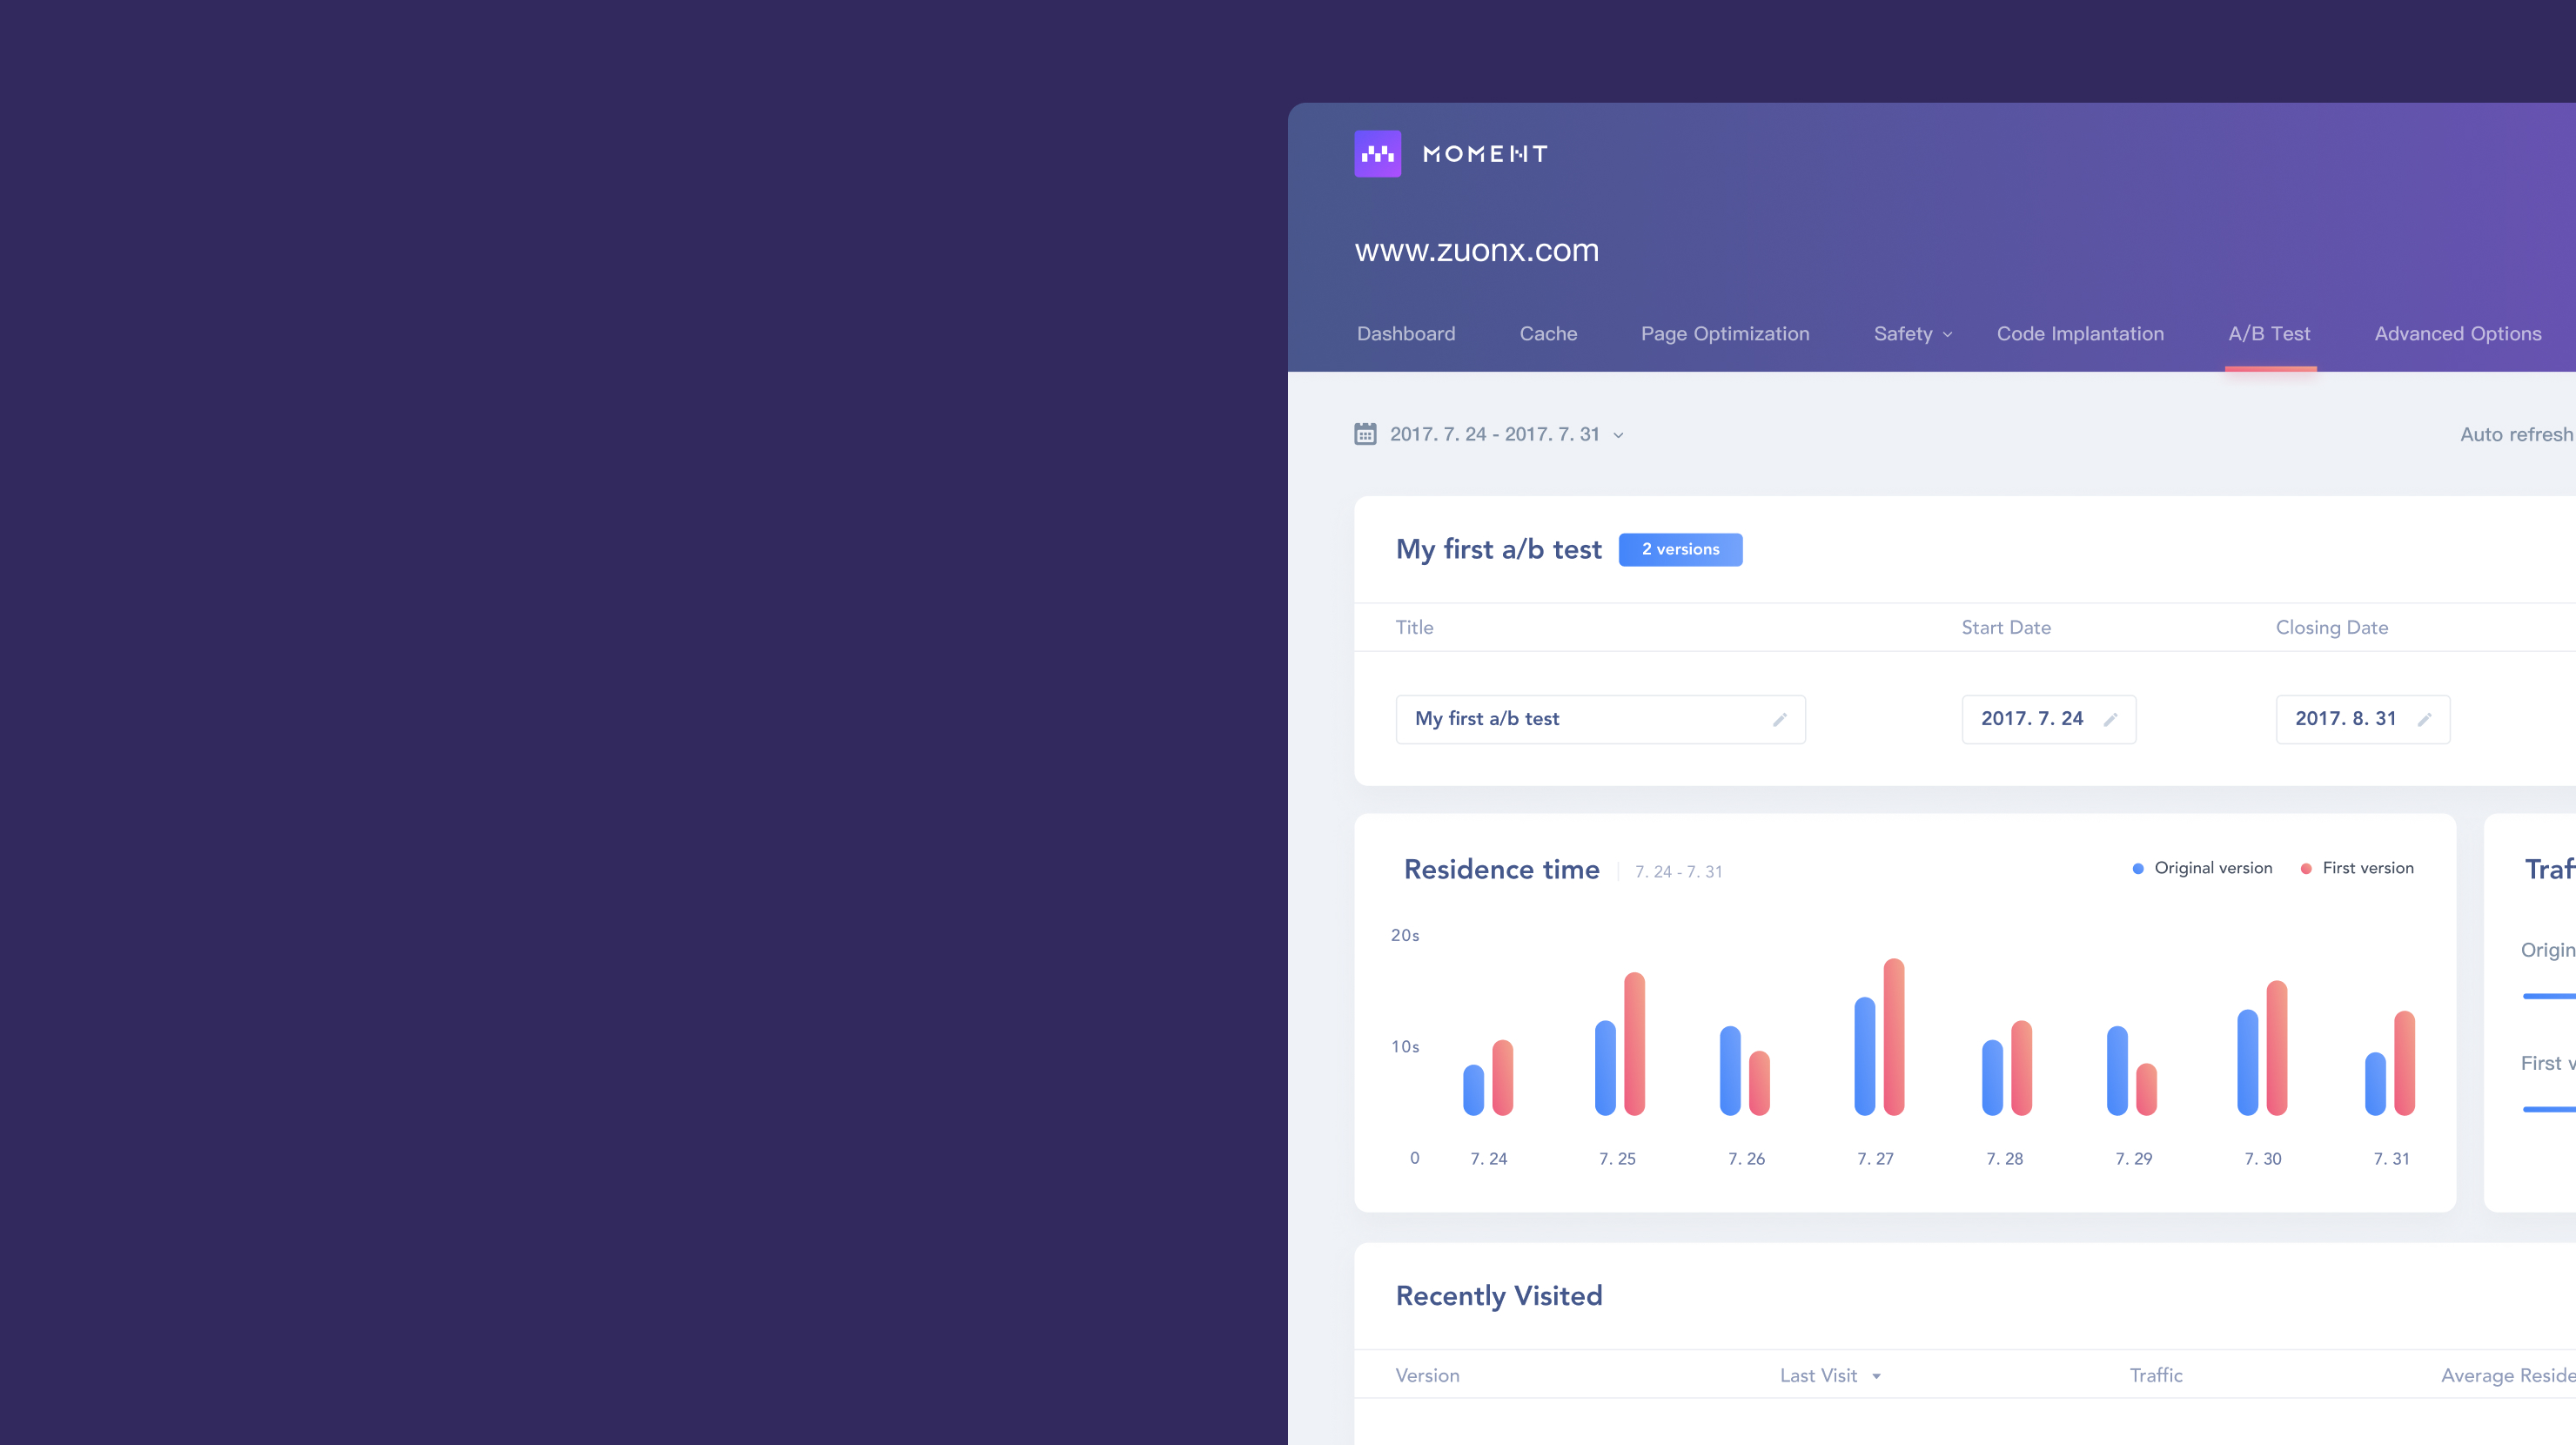 MOMENT
www.zuonx.com
Dashboard Cache Page Optimization Safety Code Implantation A/B Test Advanced Options
2017. 7. 24 - 2017. 7. 31 Auto refresh
My first a/b test 2 versions
Title Start Date Closing Date
My first a/b test 2017. 7. 24 2017. 8. 31
Residence time 7. 24 - 7. 31 Original version First version
20s
10s
0 7. 24 7. 25 7. 26 7. 27 7. 28 7. 29 7. 30 7. 31
First
Recently Visited
Version Last Visit Traffic Average